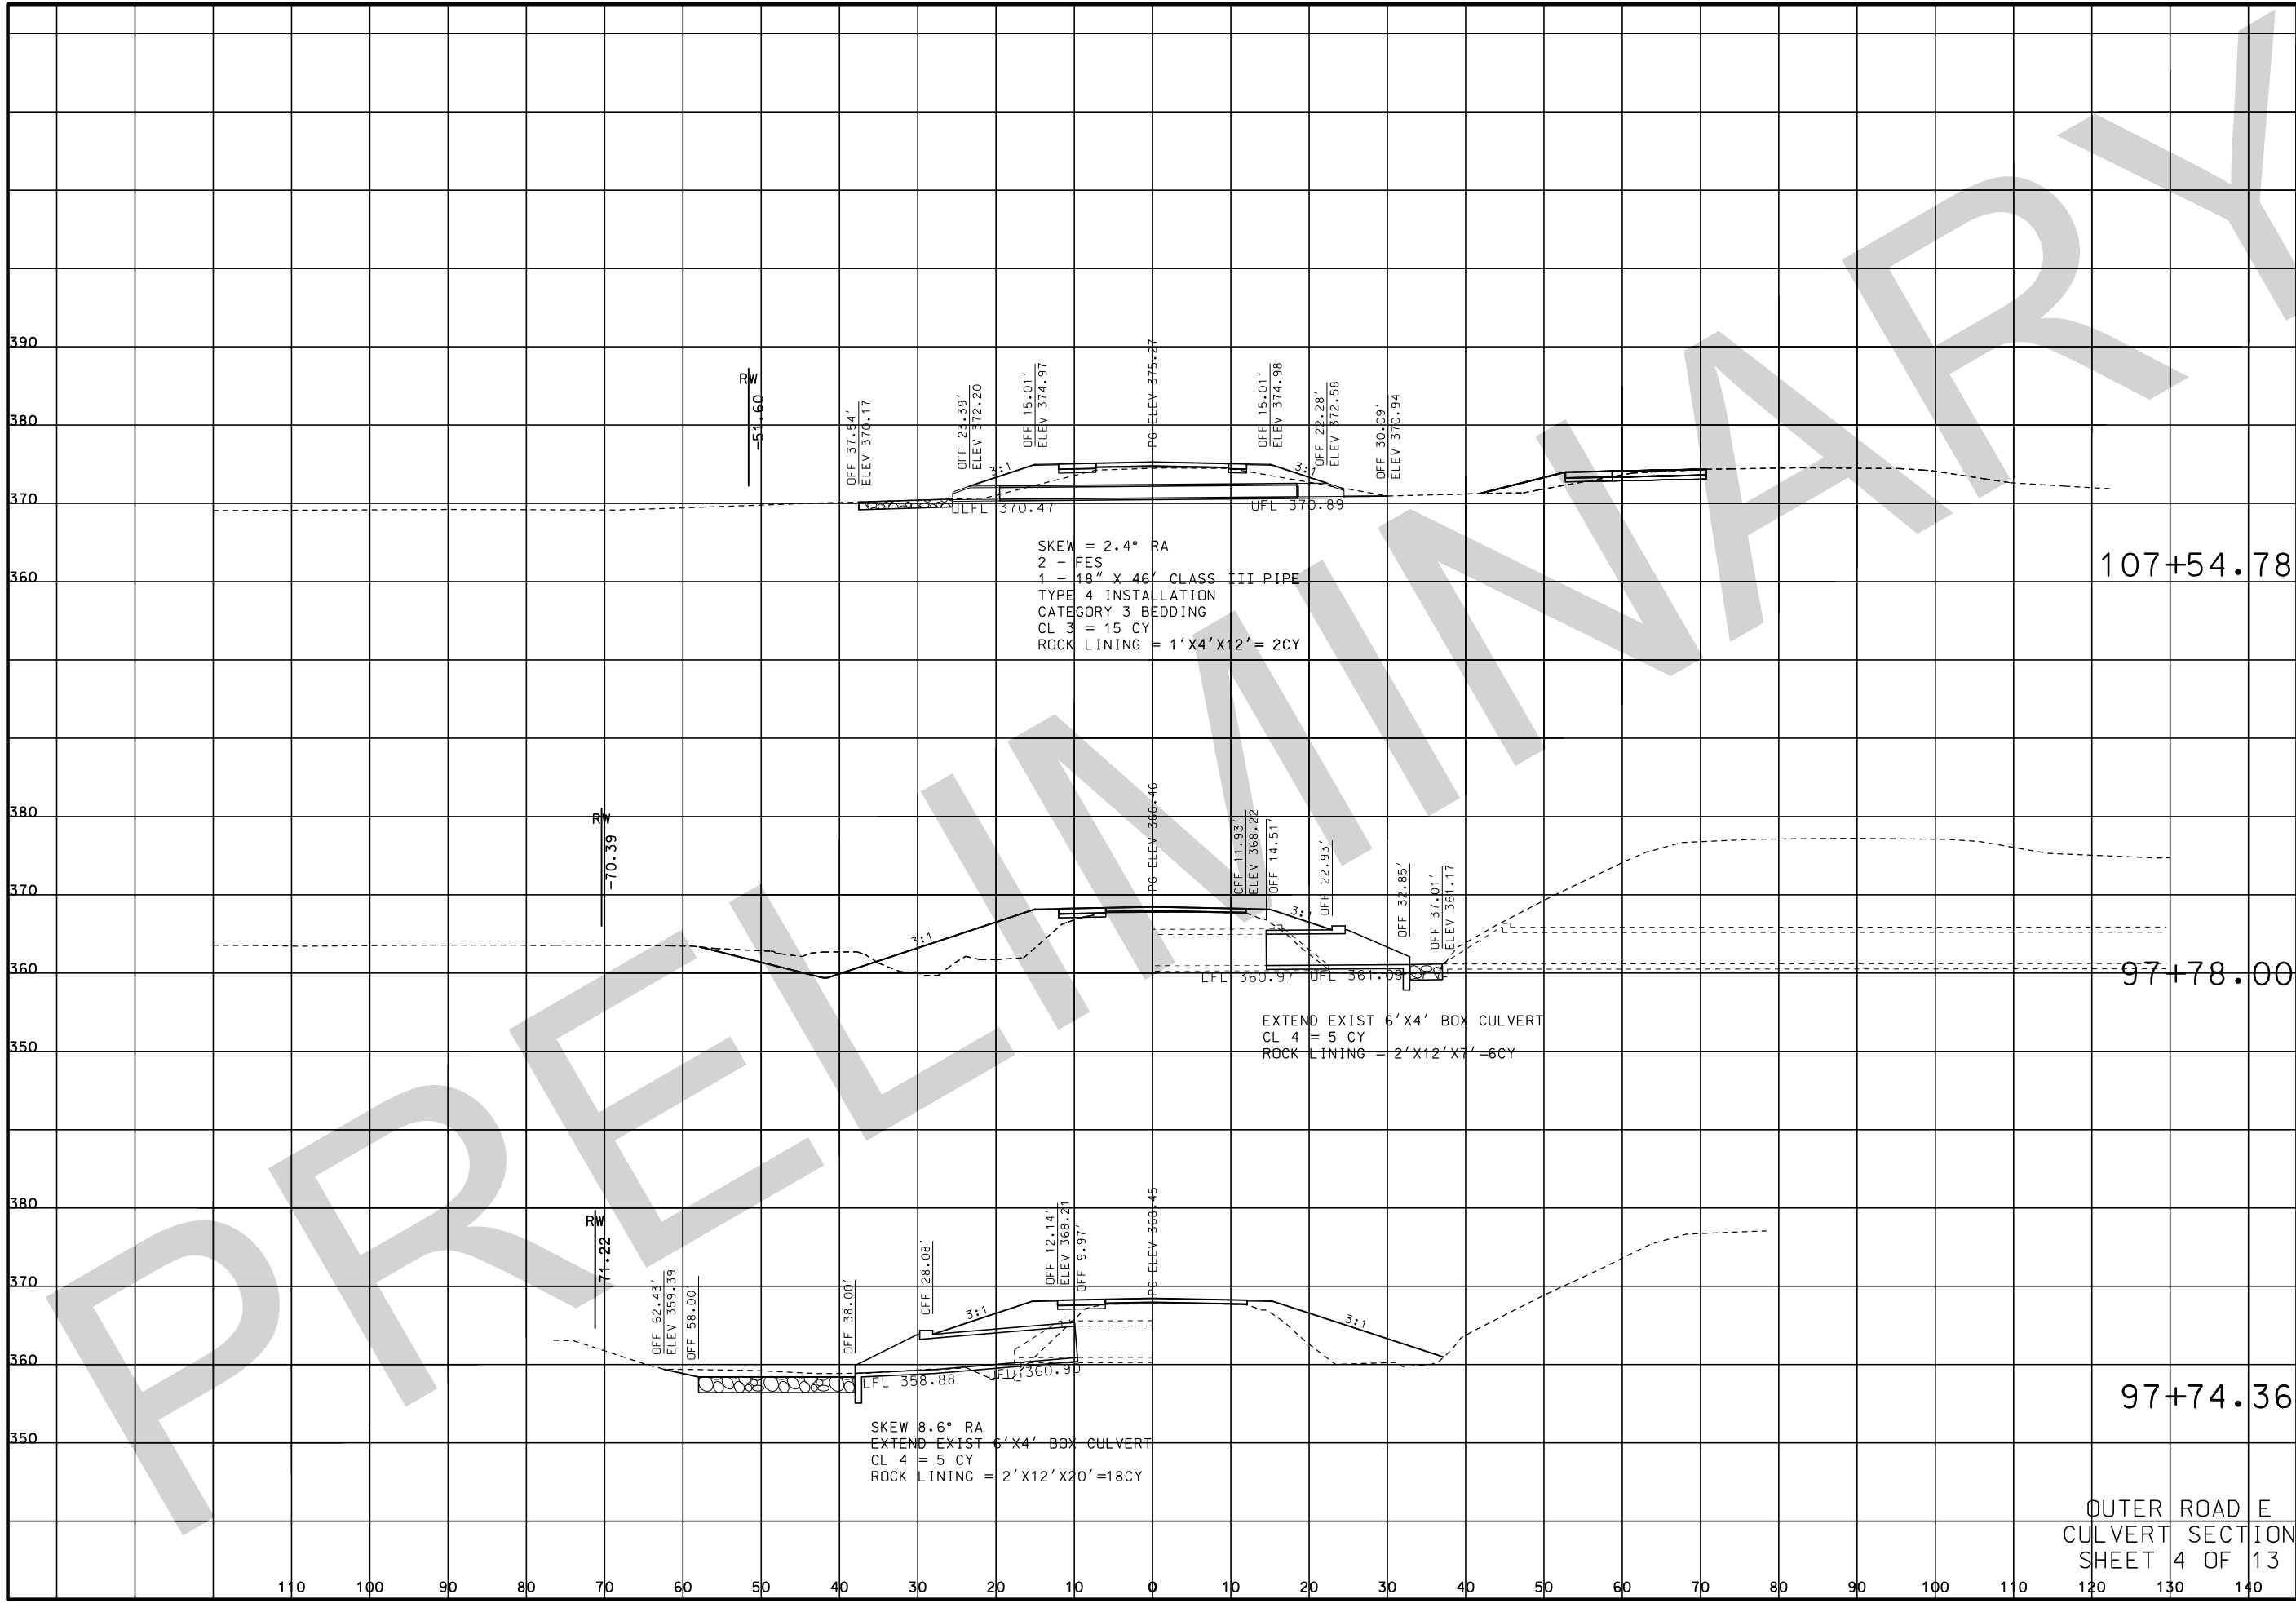 PRELIMINARY
390
380
370
360
RW
-51.60
OFF 37.54'
ELEV 370.17
OFF 23.39'
ELEV 372.20
OFF 15.01'
ELEV 374.97
PG ELEV 375.27
OFF 15.01'
ELEV 374.98
OFF 22.28'
ELEV 372.58
OFF 30.09'
ELEV 370.94
3:1
3:1
LFL 370.47
UFL 370.89
SKEW = 2.4° RA
2 - FES
1 - 18" X 46' CLASS III PIPE
TYPE 4 INSTALLATION
CATEGORY 3 BEDDING
CL 3 = 15 CY
ROCK LINING = 1'X4'X12'= 2CY
107+54.78
380
370
360
350
RW
-70.39
PG ELEV 368.46
OFF 11.93'
ELEV 368.22
OFF 14.51'
OFF 22.93'
OFF 32.85'
OFF 37.01'
ELEV 361.17
3:1
3:1
LFL 360.97
UFL 361.09
EXTEND EXIST 6'X4' BOX CULVERT
CL 4 = 5 CY
ROCK LINING = 2'X12'X7'=6CY
97+78.00
380
370
360
350
RW
-71.22
OFF 62.43'
ELEV 359.39
OFF 58.00'
OFF 38.00'
OFF 28.08'
OFF 12.14'
ELEV 368.21
OFF 9.97'
PG ELEV 368.45
3:1
3:1
LFL 358.88
UFL 360.90
SKEW 8.6° RA
EXTEND EXIST 6'X4' BOX CULVERT
CL 4 = 5 CY
ROCK LINING = 2'X12'X20'=18CY
97+74.36
OUTER ROAD E
CULVERT SECTION
SHEET 4 OF 13
110 100 90 80 70 60 50 40 30 20 10 0 10 20 30 40 50 60 70 80 90 100 110 120 130 140